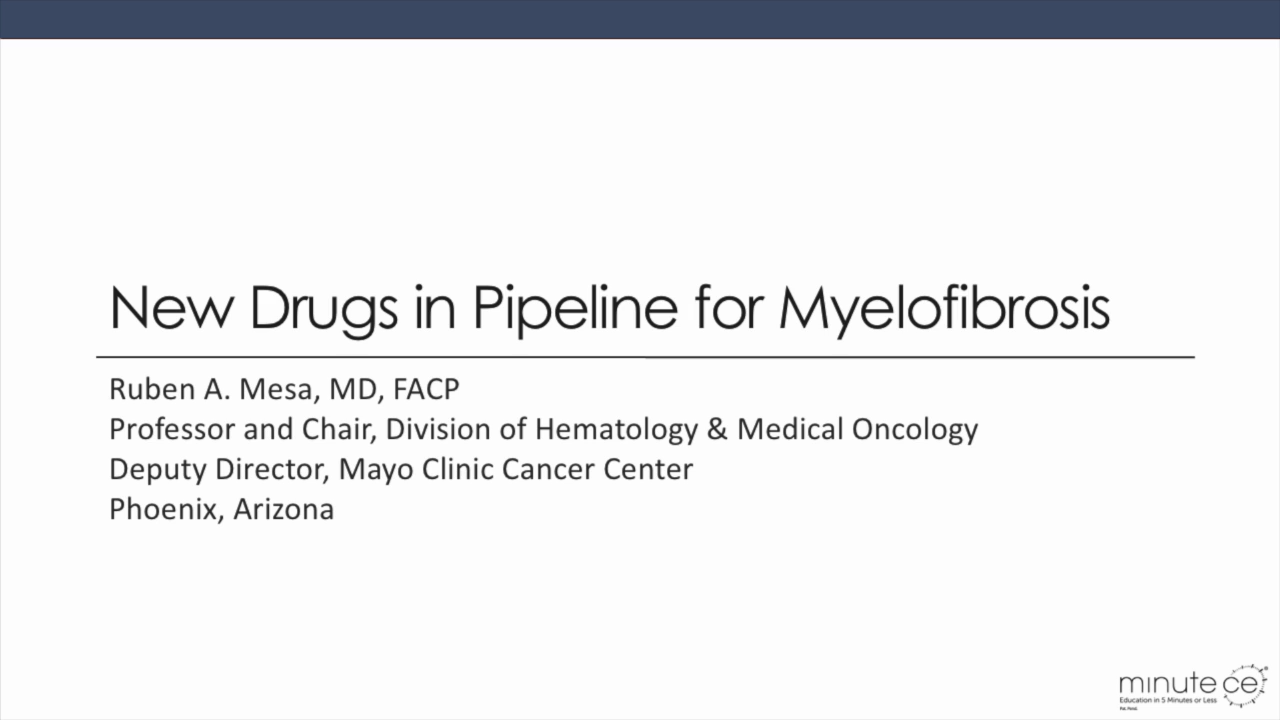 New Drugs in Pipeline for Myelofibrosis
Ruben A. Mesa, MD, FACP
Professor and Chair, Division of Hematology & Medical Oncology
Deputy Director, Mayo Clinic Cancer Center
Phoenix, Arizona
minute ce
Education in 5 Minutes or Less